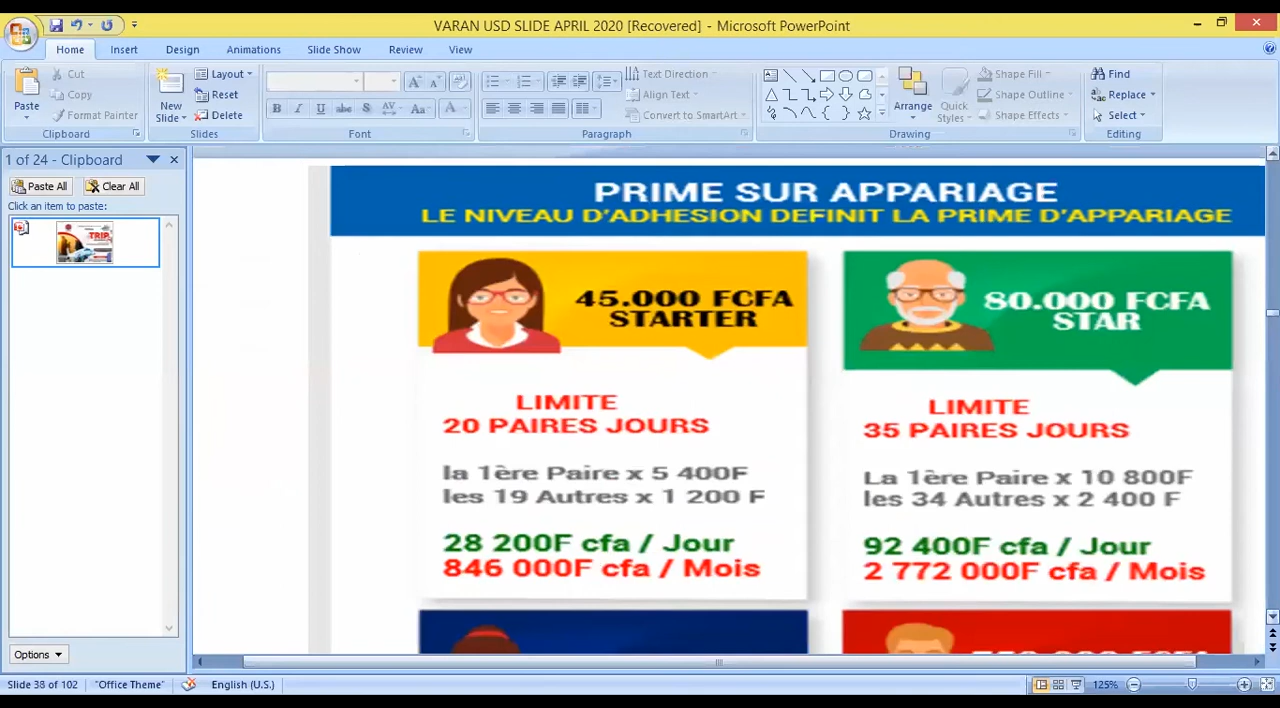 VARAN USD SLIDE APRIL 2020 [Recovered] - Microsoft PowerPoint
Home Insert Design Animations Slide Show Review View
Paste
Cut
Copy
Format Painter
Clipboard
New Slide
Layout
Reset
Delete
Slides
B I U abc S AV Aa A
Font
Text Direction
Align Text
Convert to SmartArt
Paragraph
Arrange
Quick Styles
Shape Fill
Shape Outline
Shape Effects
Drawing
Find
Replace
Select
Editing
1 of 24 - Clipboard
Paste All Clear All
Click an item to paste:
TRIP
Options
PRIME SUR APPARIAGE
LE NIVEAU D'ADHESION DEFINIT LA PRIME D'APPARIAGE
45.000 FCFA
STARTER
LIMITE
20 PAIRES JOURS
la 1ère Paire x 5 400F
les 19 Autres x 1 200 F
28 200F cfa / Jour
846 000F cfa / Mois
80.000 FCFA
STAR
LIMITE
35 PAIRES JOURS
La 1ère Paire x 10 800F
les 34 Autres x 2 400 F
92 400F cfa / Jour
2 772 000F cfa / Mois
Slide 38 of 102 "Office Theme" English (U.S.) 125%